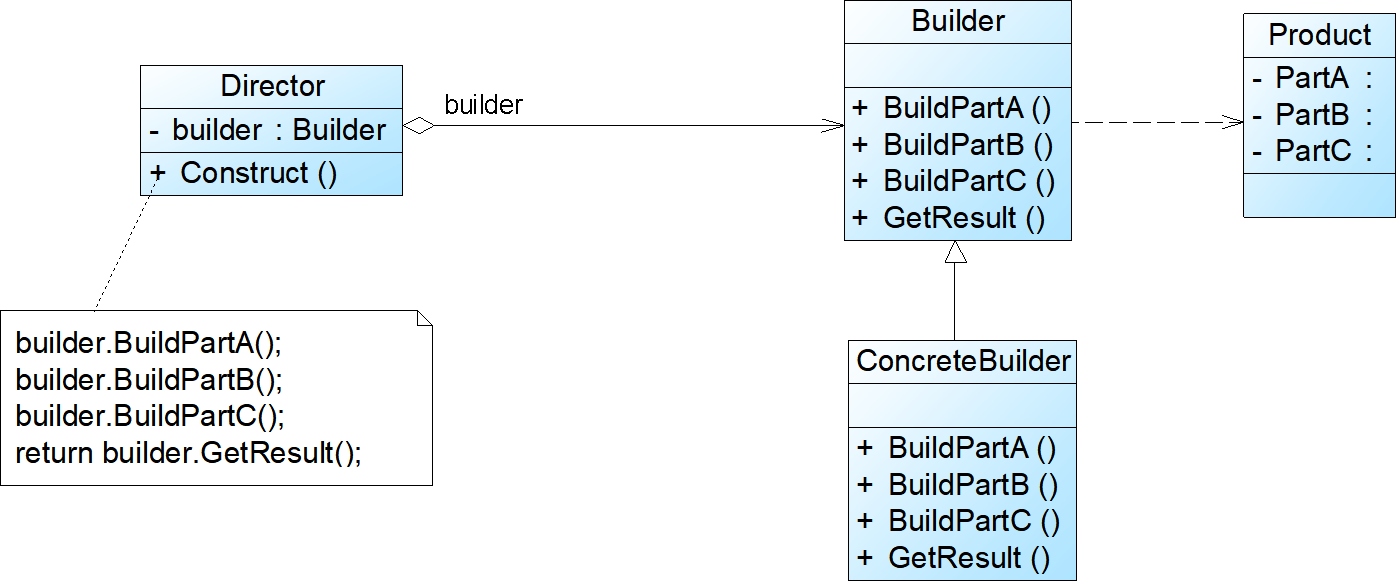 Director
- builder : Builder
+ Construct ()
builder
Builder
+ BuildPartA ()
+ BuildPartB ()
+ BuildPartC ()
+ GetResult ()
Product
- PartA :
- PartB :
- PartC :
builder.BuildPartA();
builder.BuildPartB();
builder.BuildPartC();
return builder.GetResult();
ConcreteBuilder
+ BuildPartA ()
+ BuildPartB ()
+ BuildPartC ()
+ GetResult ()